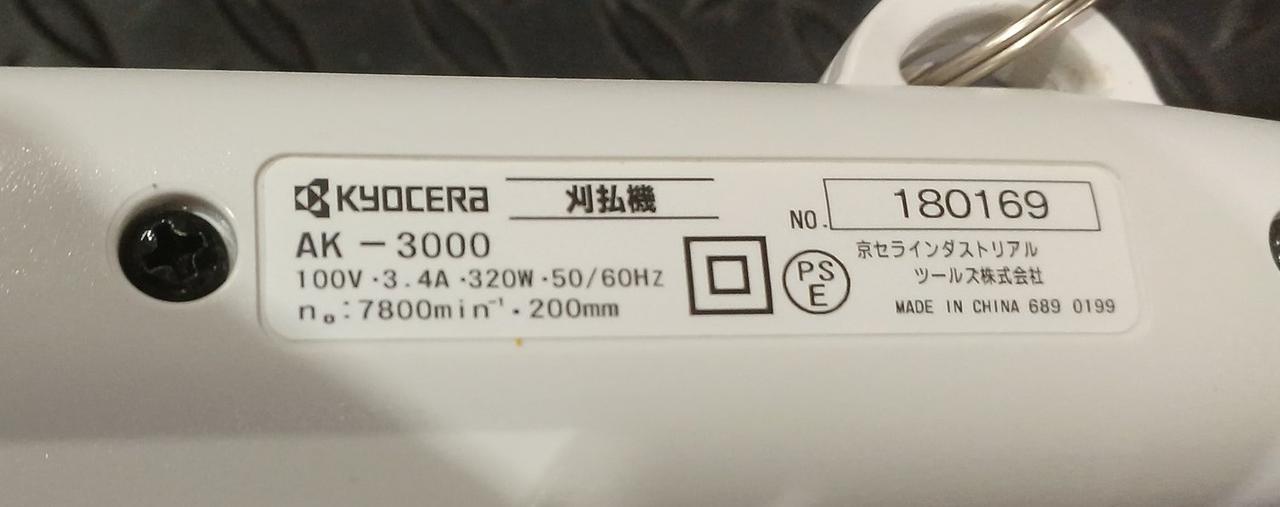 KYOCERA 刈払機
AK-3000
100V・3.4A・320W・50/60HZ
n₀:7800min⁻¹・200mm
PS
E
NO. 180169
京セラインダストリアル
ツールズ株式会社
MADE IN CHINA 689 0199